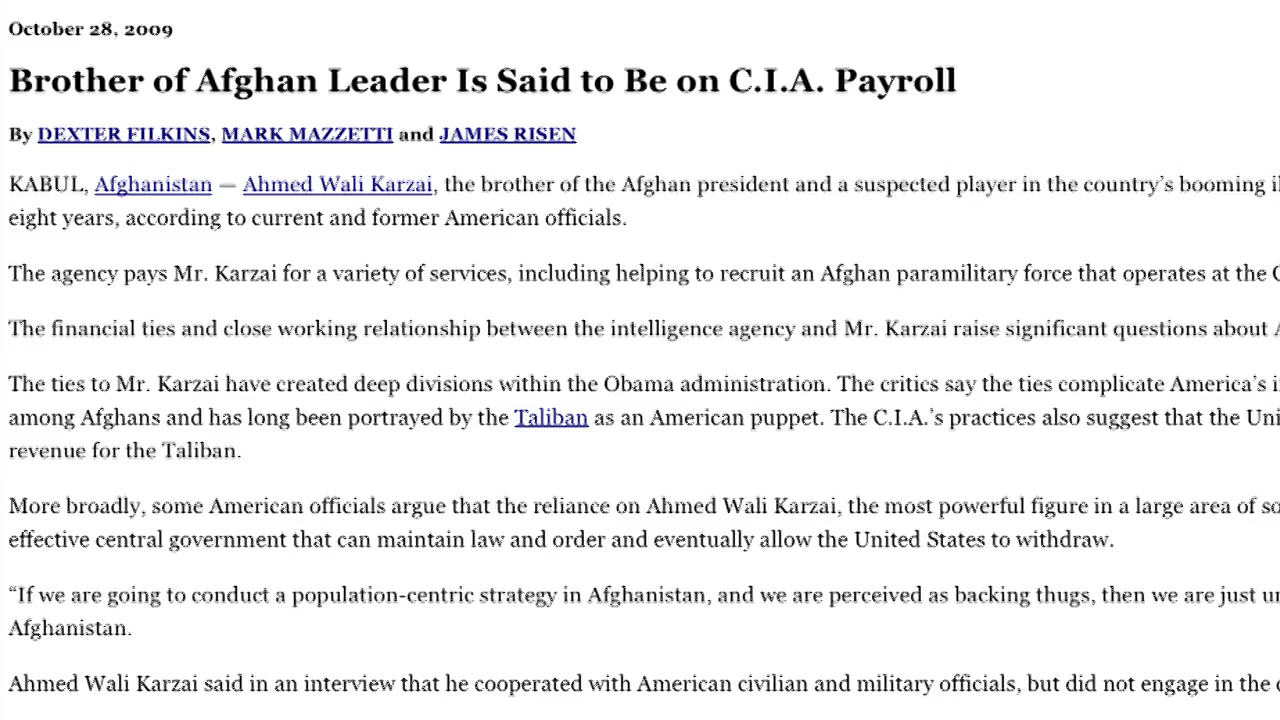 October 28, 2009
Brother of Afghan Leader Is Said to Be on C.I.A. Payroll
By DEXTER FILKINS, MARK MAZZETTI and JAMES RISEN
KABUL, Afghanistan — Ahmed Wali Karzai, the brother of the Afghan president and a suspected player in the country's booming
eight years, according to current and former American officials.
The agency pays Mr. Karzai for a variety of services, including helping to recruit an Afghan paramilitary force that operates at the
The financial ties and close working relationship between the intelligence agency and Mr. Karzai raise significant questions about
The ties to Mr. Karzai have created deep divisions within the Obama administration. The critics say the ties complicate America's
among Afghans and has long been portrayed by the Taliban as an American puppet. The C.I.A.'s practices also suggest that the
revenue for the Taliban.
More broadly, some American officials argue that the reliance on Ahmed Wali Karzai, the most powerful figure in a large area of
effective central government that can maintain law and order and eventually allow the United States to withdraw.
“If we are going to conduct a population-centric strategy in Afghanistan, and we are perceived as backing thugs, then we are just
Afghanistan.
Ahmed Wali Karzai said in an interview that he cooperated with American civilian and military officials, but did not engage in the